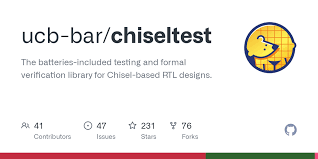 ucb-bar/chiseltest
The batteries-included testing and formal
verification library for Chisel-based RTL designs.
41 Contributors
47 Issues
231 Stars
76 Forks